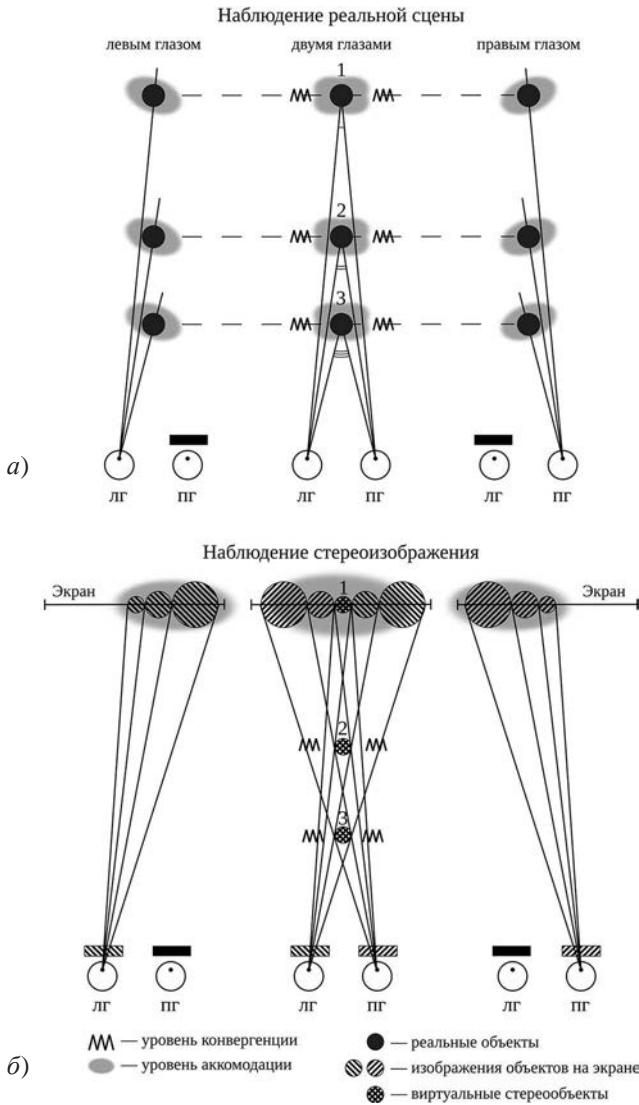 Наблюдение реальной сцены
левым глазом двумя глазами правым глазом
1
2
3
а)
лг пг лг пг лг пг
Наблюдение стереоизображения
Экран 1 Экран
2
3
лг пг лг пг лг пг
— уровень конвергенции — реальные объекты
— уровень аккомодации — изображения объектов на экране
б)
— виртуальные стереообъекты